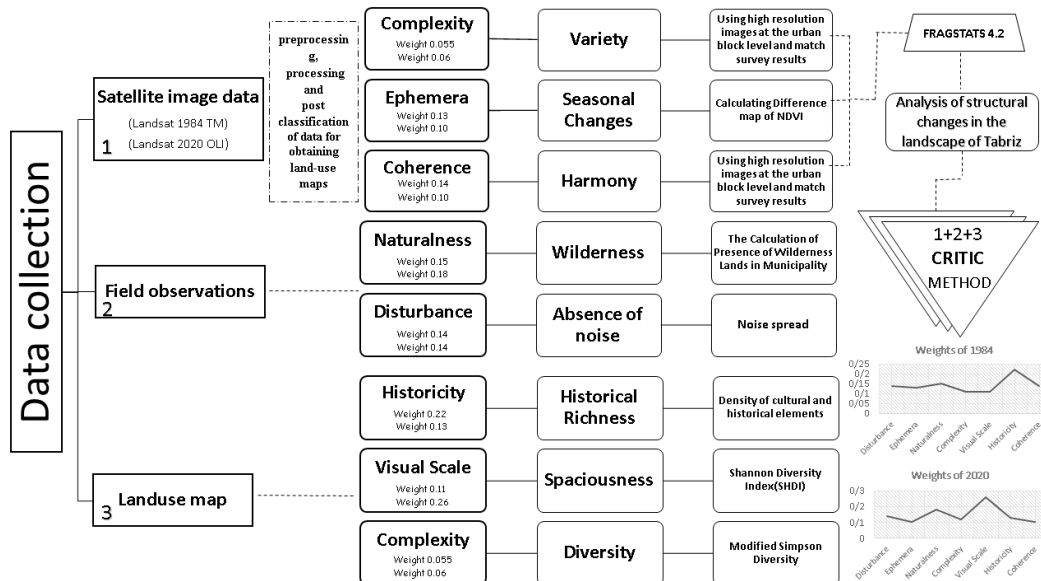 Data collection
Satellite image data
(Landsat 1984 TM)
(Landsat 2020 OLI)
1
Field observations
2
Landuse map
3
preprocessin
g,
processing
and
post
classification
of data for
obtaining
land-use
maps
Complexity
Weight 0.055
Weight 0.06
Variety
Using high resolution
images at the urban
block level and match
survey results
Ephemera
Weight 0.13
Weight 0.10
Seasonal
Changes
Calculating Difference
map of NDVI
Coherence
Weight 0.14
Weight 0.10
Harmony
Using high resolution
images at the urban
block level and match
survey results
Naturalness
Weight 0.15
Weight 0.18
Wilderness
The Calculation of
Presence of Wilderness
Lands in Municipality
Disturbance
Weight 0.14
Weight 0.14
Absence of
noise
Noise spread
Historicity
Weight 0.22
Weight 0.13
Historical
Richness
Density of cultural and
historical elements
Visual Scale
Weight 0.11
Weight 0.26
Spaciousness
Shannon Diversity
Index(SHDI)
Complexity
Weight 0.055
Weight 0.06
Diversity
Modified Simpson
Diversity
FRAGSTATS 4.2
Analysis of structural
changes in the
landscape of Tabriz
1+2+3
CRITIC
METHOD
Weights of 1984
0/25
0/2
0/15
0/1
0/05
0
Disturbance
Ephemera
Naturalness
Complexity
Visual Scale
Historicity
Coherence
Weights of 2020
0/3
0/2
0/1
0
Disturbance
Ephemera
Naturalness
Complexity
Visual Scale
Historicity
Coherence